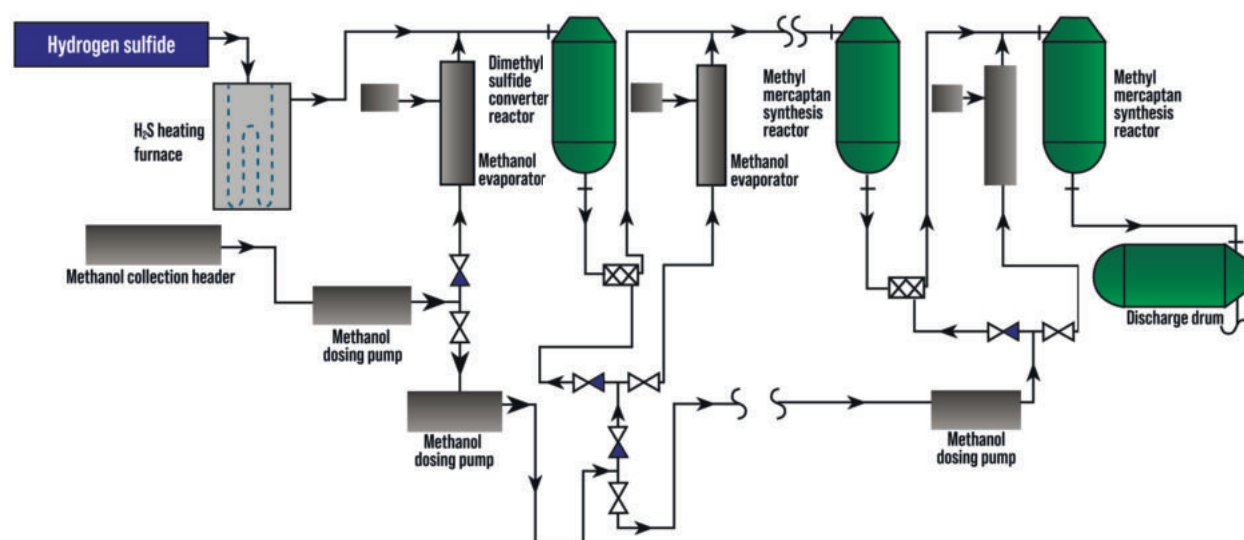 Hydrogen sulfide
H₂S heating
furnace
Dimethyl
sulfide
converter
reactor
Methanol
evaporator
Methyl
mercaptan
synthesis
reactor
Methanol
evaporator
Methyl
mercaptan
synthesis
reactor
Methanol collection header
Methanol
dosing pump
Discharge drum
Methanol
dosing pump
Methanol
dosing pump